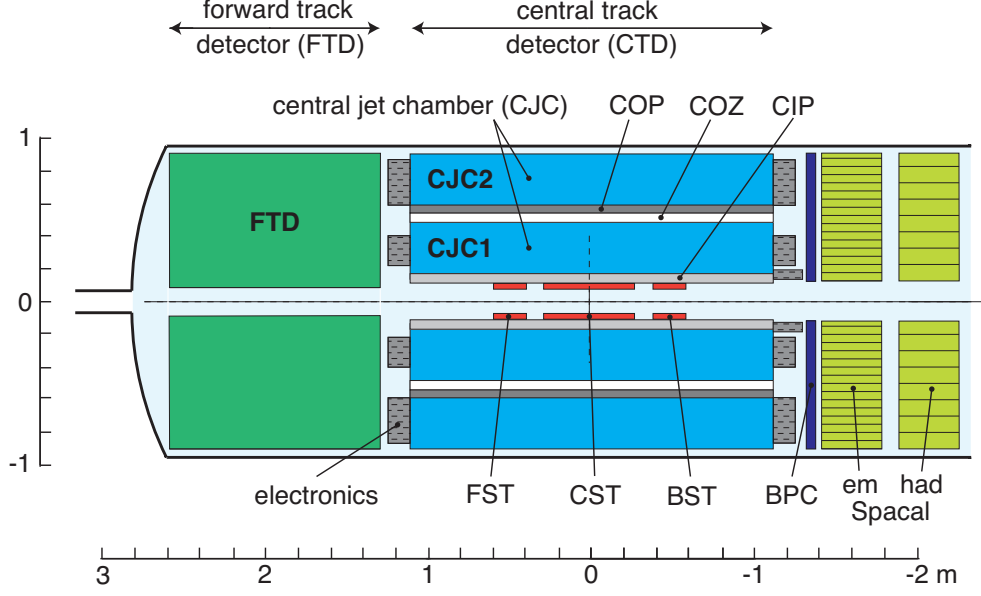 forward track
detector (FTD)
central track
detector (CTD)
central jet chamber (CJC)
COP
COZ
CIP
1
CJC2
FTD
CJC1
0
-1
electronics
FST
CST
BST
BPC
em
had
Spacal
3
2
1
0
-1
-2 m